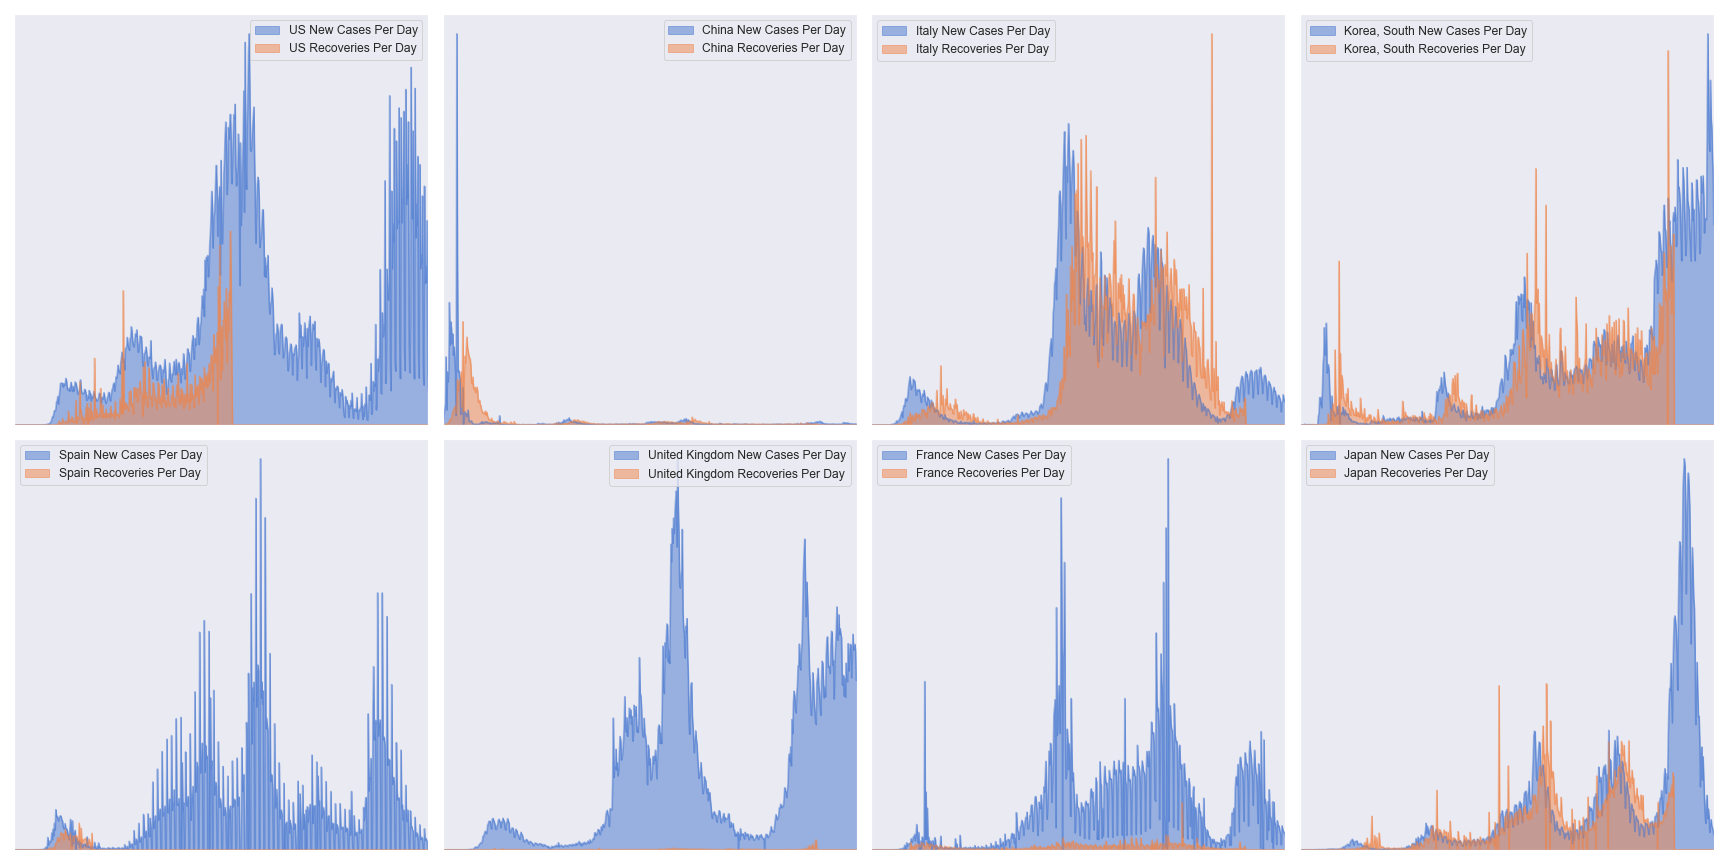 US New Cases Per Day
US Recoveries Per Day
China New Cases Per Day
China Recoveries Per Day
Italy New Cases Per Day
Italy Recoveries Per Day
Korea, South New Cases Per Day
Korea, South Recoveries Per Day
Spain New Cases Per Day
Spain Recoveries Per Day
United Kingdom New Cases Per Day
United Kingdom Recoveries Per Day
France New Cases Per Day
France Recoveries Per Day
Japan New Cases Per Day
Japan Recoveries Per Day